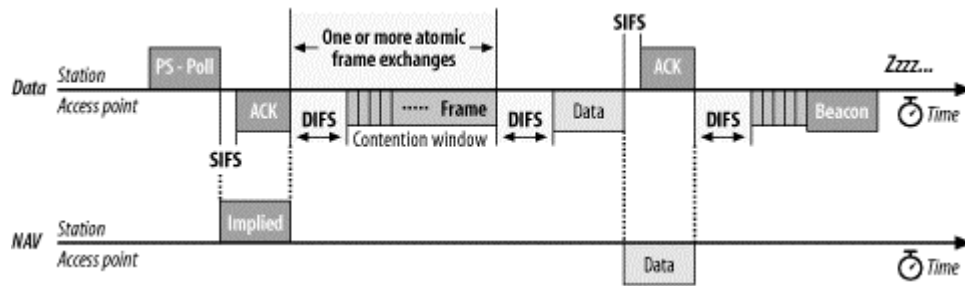 One or more atomic
frame exchanges
SIFS
PS - Poll
ACK
Zzzz...
Data
Station
Access point
ACK
DIFS
..... Frame
DIFS
Data
DIFS
Beacon
Time
Contention window
SIFS
Implied
NAV
Station
Access point
Data
Time